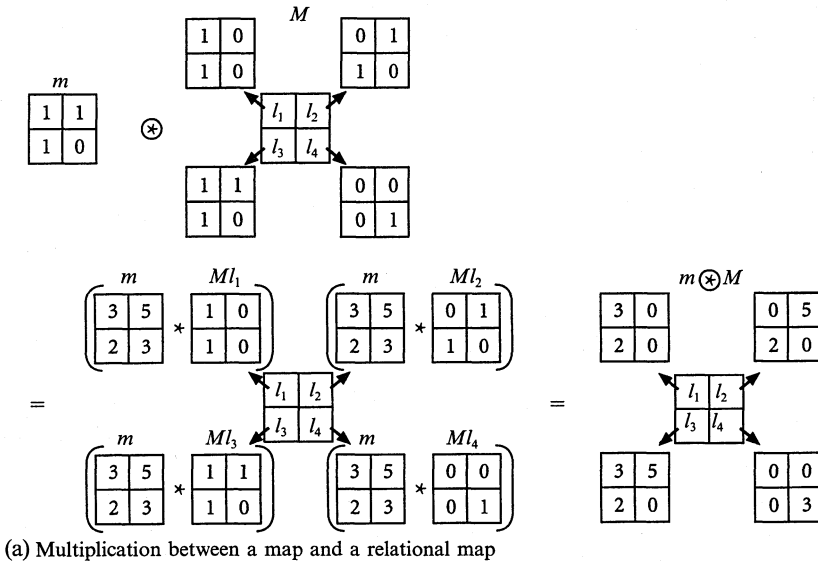 M
1 0 0 1
m
1 0 1 0
1 1
l1 l2
1 0 ⊛
l3 l4
1 1 0 0
1 0 0 1
m Ml1 m Ml2 m⊛M
3 5 1 0 3 5 0 1 3 0 0 5
* *
2 3 1 0 2 3 1 0 2 0 2 0
l1 l2 l1 l2
= =
l3 l4 l3 l4
m Ml3 m Ml4
3 5 1 1 3 5 0 0 3 5 0 0
* *
2 3 1 0 2 3 0 1 2 0 0 3
(a) Multiplication between a map and a relational map